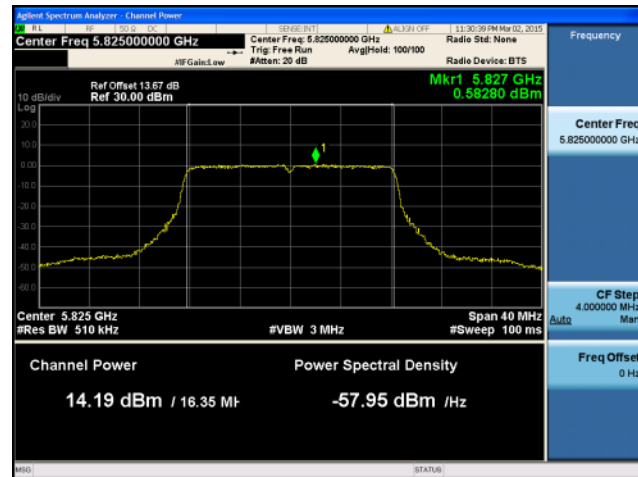 Agilent Spectrum Analyzer - Channel Power
RL RF 50 Ω DC SENSE:INT ALIGN OFF 11:30:39 PM Mar 02, 2015
Center Freq 5.825000000 GHz
Center Freq: 5.825000000 GHz
Radio Std: None
Trig: Free Run Avg|Hold: 100/100
#IFGain:Low #Atten: 20 dB Radio Device: BTS
Frequency
Ref Offset 13.67 dB
Ref 30.00 dBm
Mkr1 5.827 GHz
0.58280 dBm
10 dB/div
Log
20.0
10.0
0.00
-10.0
-20.0
-30.0
-40.0
-50.0
-60.0
1
Center 5.825 GHz Span 40 MHz
#Res BW 510 kHz #VBW 3 MHz #Sweep 100 ms
Channel Power Power Spectral Density
14.19 dBm / 16.35 MH -57.95 dBm /Hz
Center Freq
5.825000000 GHz
CF Step
4.000000 MHz
Auto Man
Freq Offset
0 Hz
MSG STATUS